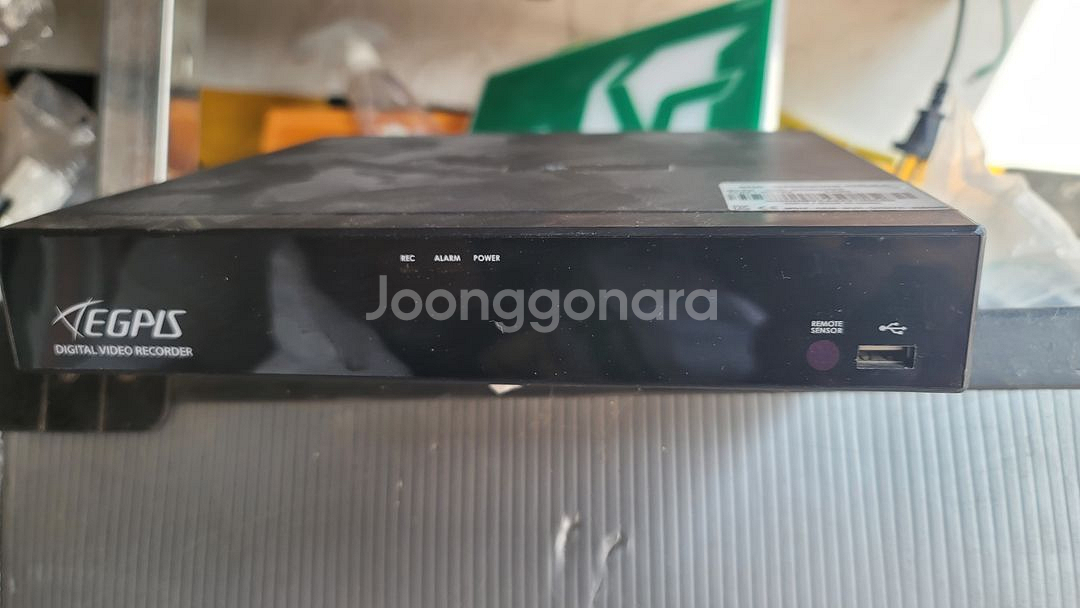 REC ALARM POWER
Joonggonara
EGPIS
DIGITAL VIDEO RECORDER
REMOTE
SENSOR